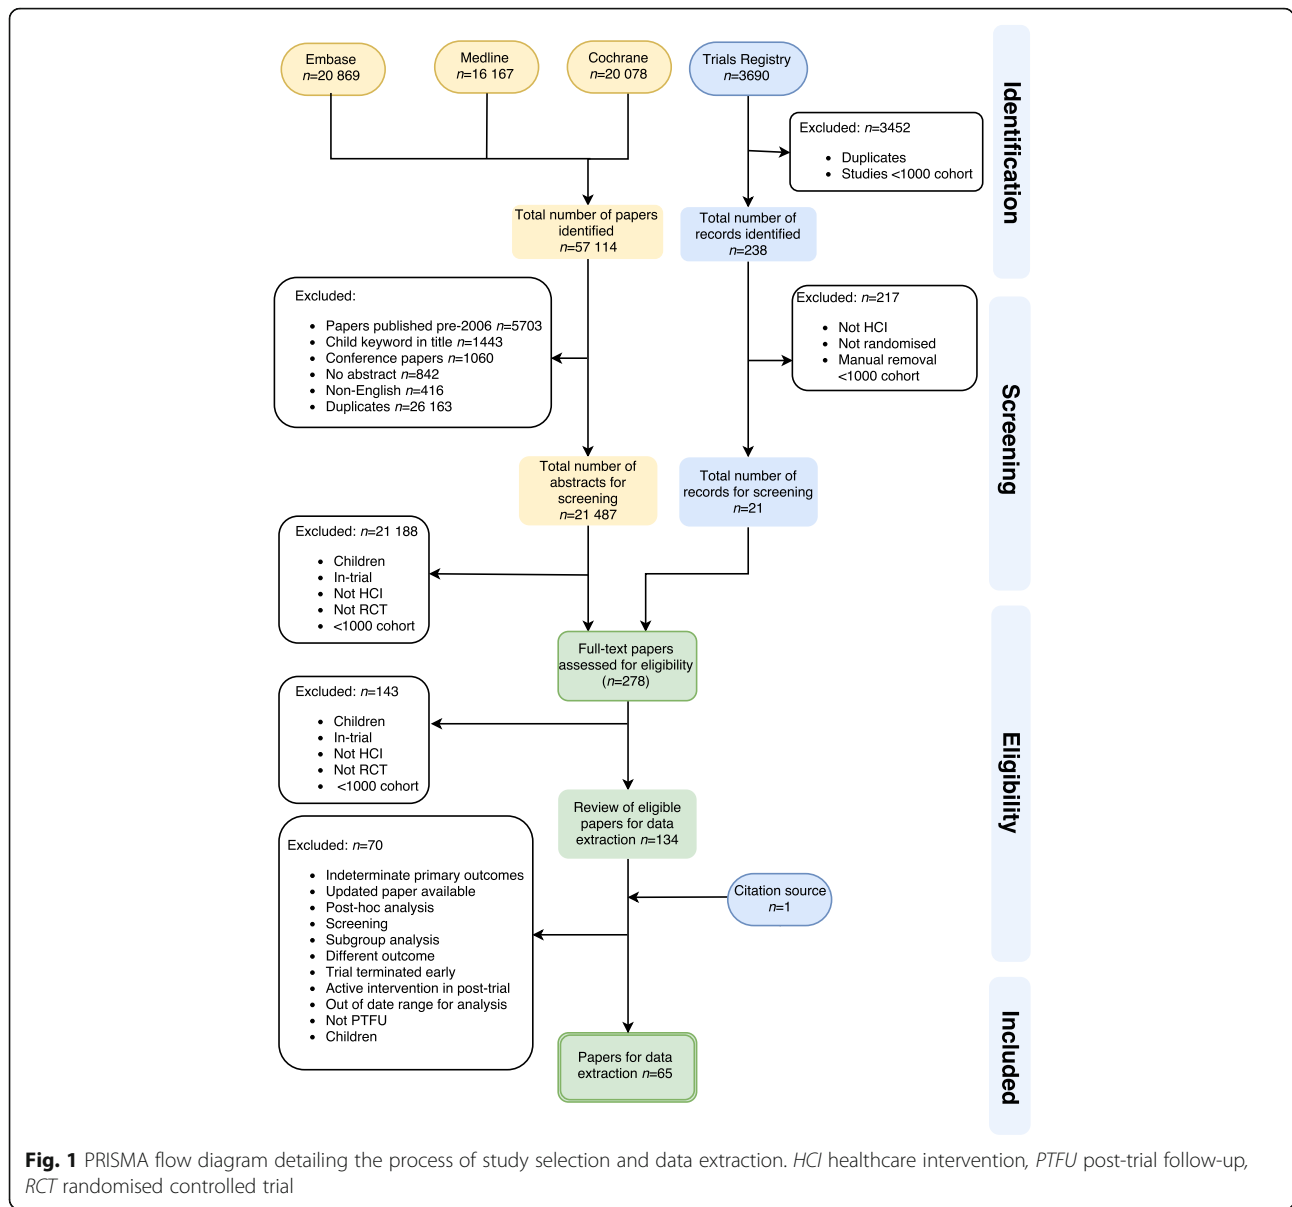 Embase
n=20 869
Medline
n=16 167
Cochrane
n=20 078
Trials Registry
n=3690
Identification
Excluded: n=3452
• Duplicates
• Studies <1000 cohort
Total number of papers
identified
n=57 114
Total number of
records identified
n=238
Excluded:
• Papers published pre-2006 n=5703
• Child keyword in title n=1443
• Conference papers n=1060
• No abstract n=842
• Non-English n=416
• Duplicates n=26 163
Excluded: n=217
• Not HCI
• Not randomised
• Manual removal
<1000 cohort
Screening
Total number of
abstracts for
screening
n=21 487
Total number of
records for screening
n=21
Excluded: n=21 188
• Children
• In-trial
• Not HCI
• Not RCT
• <1000 cohort
Full-text papers
assessed for eligibility
(n=278)
Eligibility
Excluded: n=143
• Children
• In-trial
• Not HCI
• Not RCT
• <1000 cohort
Review of eligible
papers for data
extraction n=134
Citation source
n=1
Excluded: n=70
• Indeterminate primary outcomes
• Updated paper available
• Post-hoc analysis
• Screening
• Subgroup analysis
• Different outcome
• Trial terminated early
• Active intervention in post-trial
• Out of date range for analysis
• Not PTFU
• Children
Included
Papers for data
extraction n=65
Fig. 1 PRISMA flow diagram detailing the process of study selection and data extraction. HCI healthcare intervention, PTFU post-trial follow-up,
RCT randomised controlled trial